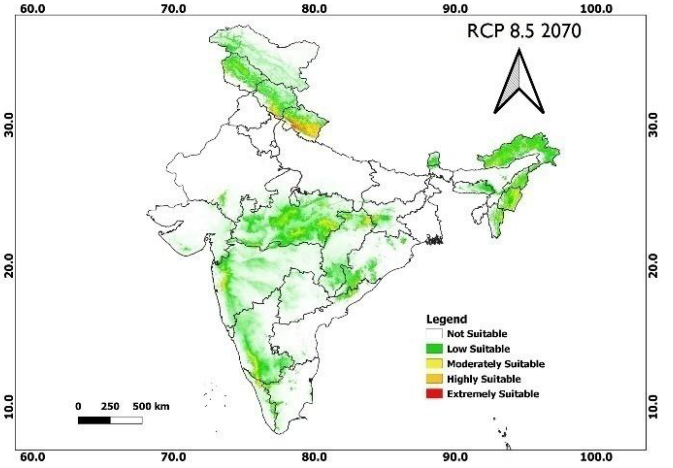 60.0 70.0 80.0 90.0 100.0
RCP 8.5 2070
30.0 30.0
20.0 20.0
Legend
Not Suitable
Low Suitable
Moderately Suitable
Highly Suitable
Extremely Suitable
10.0 10.0
0 250 500 km
60.0 70.0 80.0 90.0 100.0